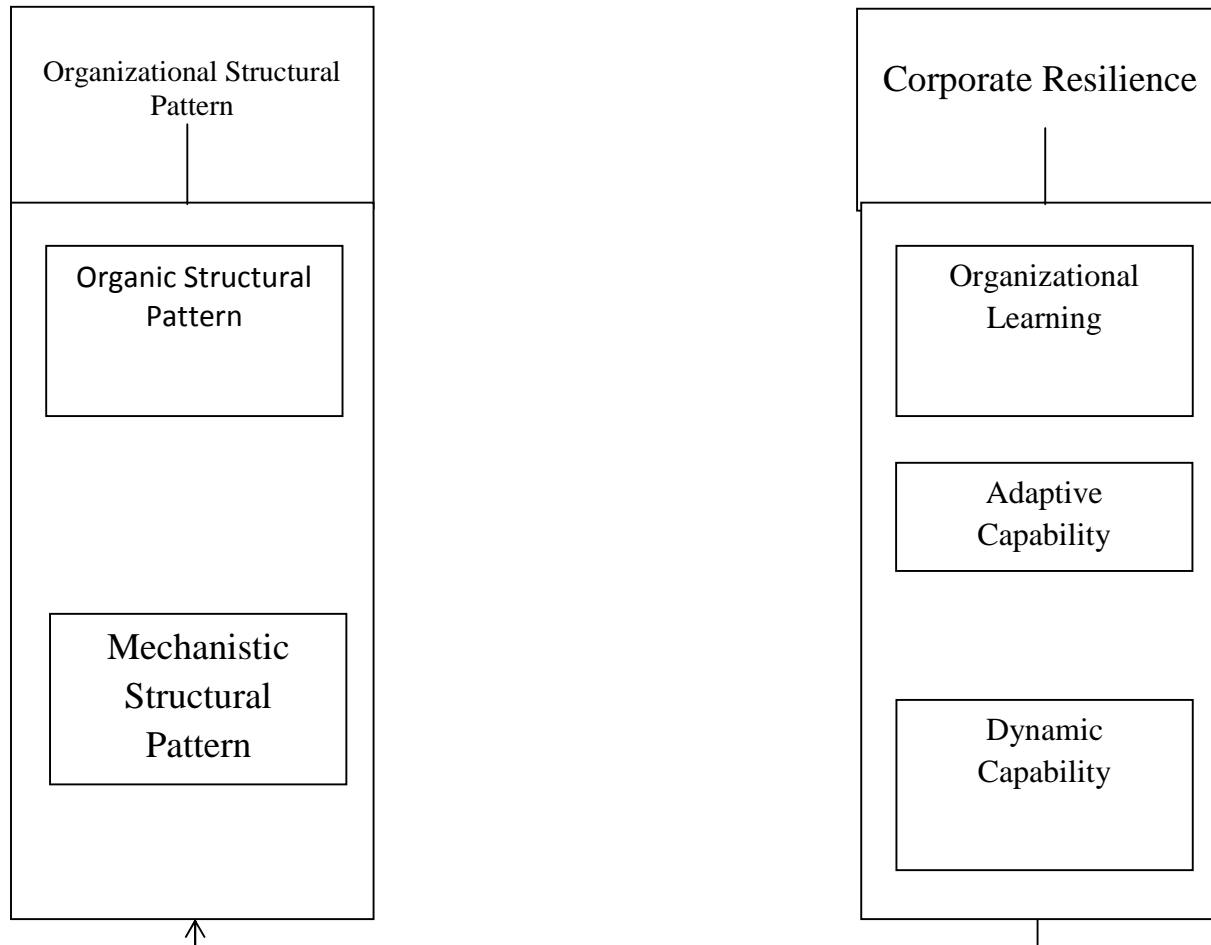 Organizational Structural
Pattern
Organic Structural
Pattern
Mechanistic
Structural
Pattern
Corporate Resilience
Organizational
Learning
Adaptive
Capability
Dynamic
Capability